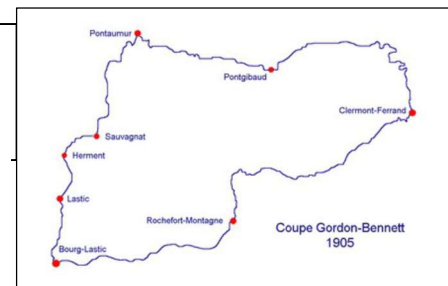 Pontaumur
Pontgibaud
Clermont-Ferrand
Sauvagnat
Herment
Lastic
Rochefort-Montagne
Bourg-Lastic
Coupe Gordon-Bennett
1905